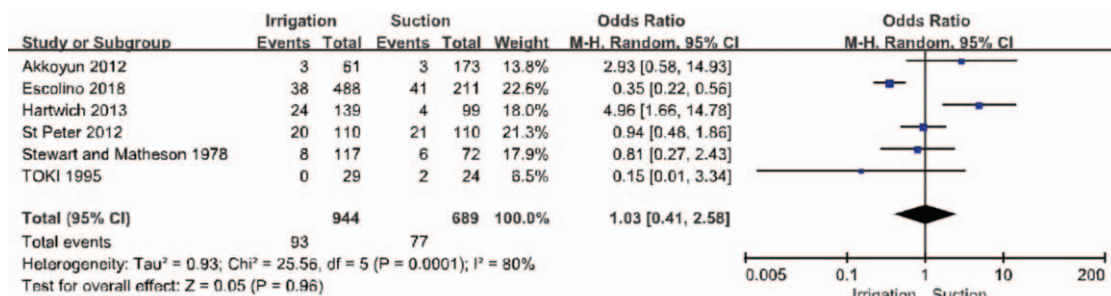 Irrigation Suction Odds Ratio Odds Ratio
Study or Subgroup Events Total Events Total Weight M-H. Random. 95% CI M-H. Random. 95% CI
Akkoyun 2012 3 61 3 173 13.8% 2.93 [0.58, 14.93]
Escolino 2018 38 488 41 211 22.6% 0.35 [0.22, 0.56]
Hartwich 2013 24 139 4 99 18.0% 4.96 [1.66, 14.78]
St Peter 2012 20 110 21 110 21.3% 0.94 [0.48, 1.86]
Stewart and Matheson 1978 8 117 6 72 17.9% 0.81 [0.27, 2.43]
TOKI 1995 0 29 2 24 6.5% 0.15 [0.01, 3.34]
Total (95% CI) 944 689 100.0% 1.03 [0.41, 2.58]
Total events 93 77
Heterogeneity: Tau² = 0.93; Chi² = 25.56, df = 5 (P = 0.0001); I² = 80%
Test for overall effect: Z = 0.05 (P = 0.96)
0.005 0.1 1 10 200
Irrigation Suction